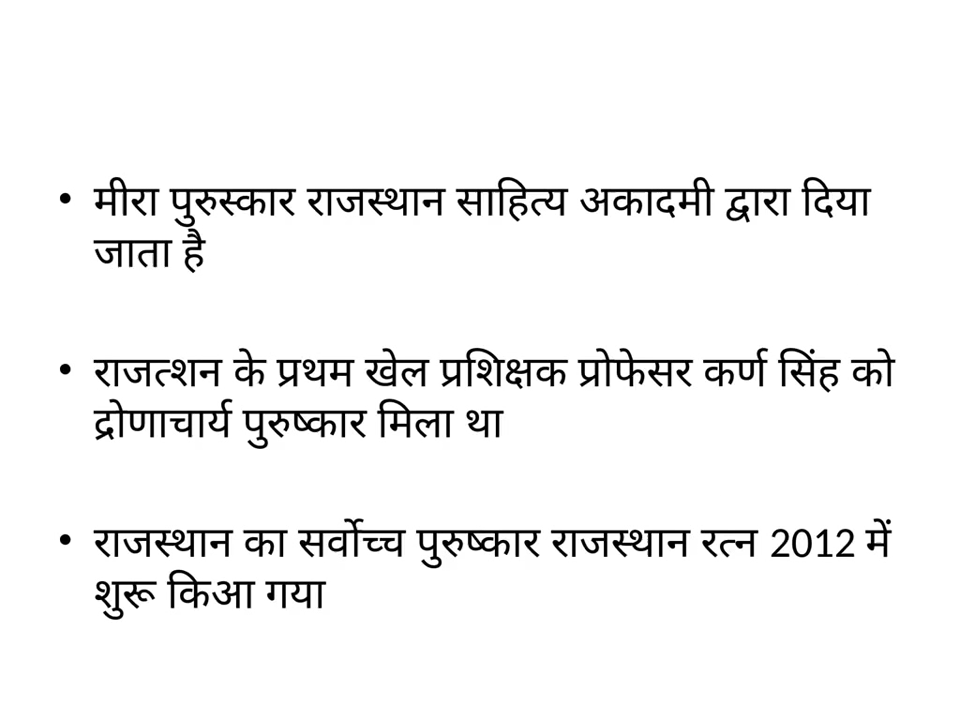 • मीरा पुरुस्कार राजस्थान साहित्य अकादमी द्वारा दिया
जाता है
• राजत्शन के प्रथम खेल प्रशिक्षक प्रोफेसर कर्ण सिंह को
द्रोणाचार्य पुरुष्कार मिला था
• राजस्थान का सर्वोच्च पुरुष्कार राजस्थान रत्न 2012 में
शुरू किआ गया